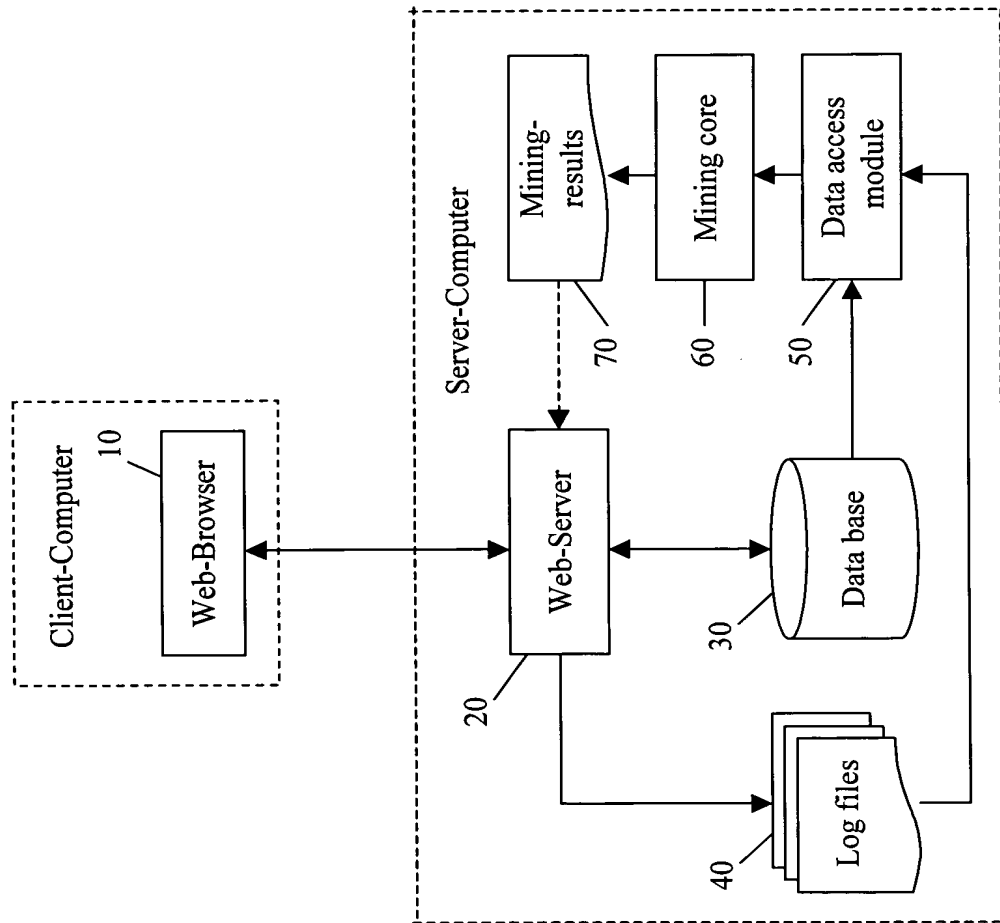 Client-Computer
10
Web-Browser
Server-Computer
20
Web-Server
70
Mining-
results
60
Mining core
50
Data access
module
30
Data base
40
Log files